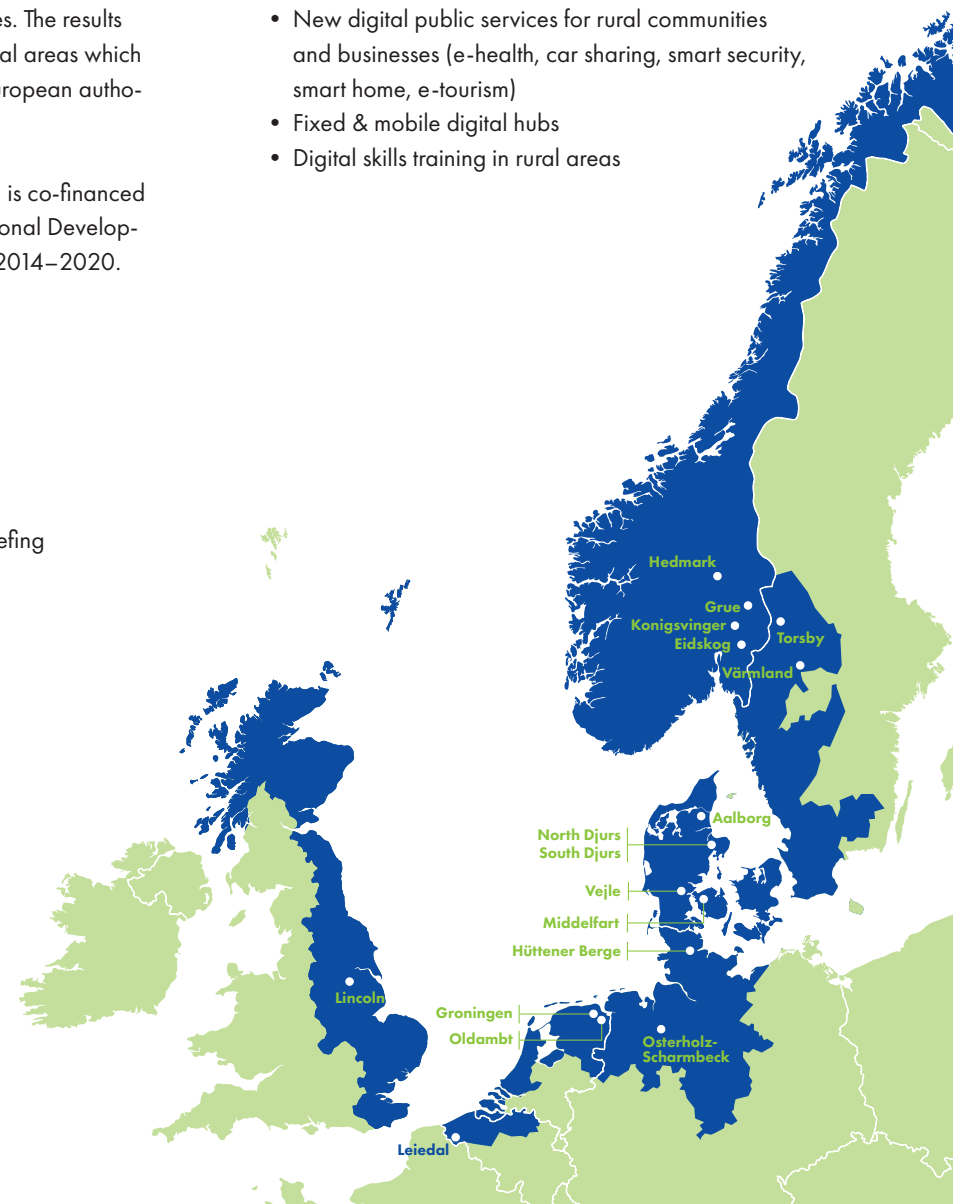 es. The results
al areas which
uropean autho-
is co-financed
onal Develop-
2014–2020.
efing
• New digital public services for rural communities
and businesses (e-health, car sharing, smart security,
smart home, e-tourism)
• Fixed & mobile digital hubs
• Digital skills training in rural areas
Hedmark
Grue
Konigsvinger
Eidskog
Torsby
Värmland
Aalborg
North Djurs
South Djurs
Vejle
Middelfart
Hüttener Berge
Lincoln
Groningen
Oldambt
Osterholz-
Scharmbeck
Leiedal